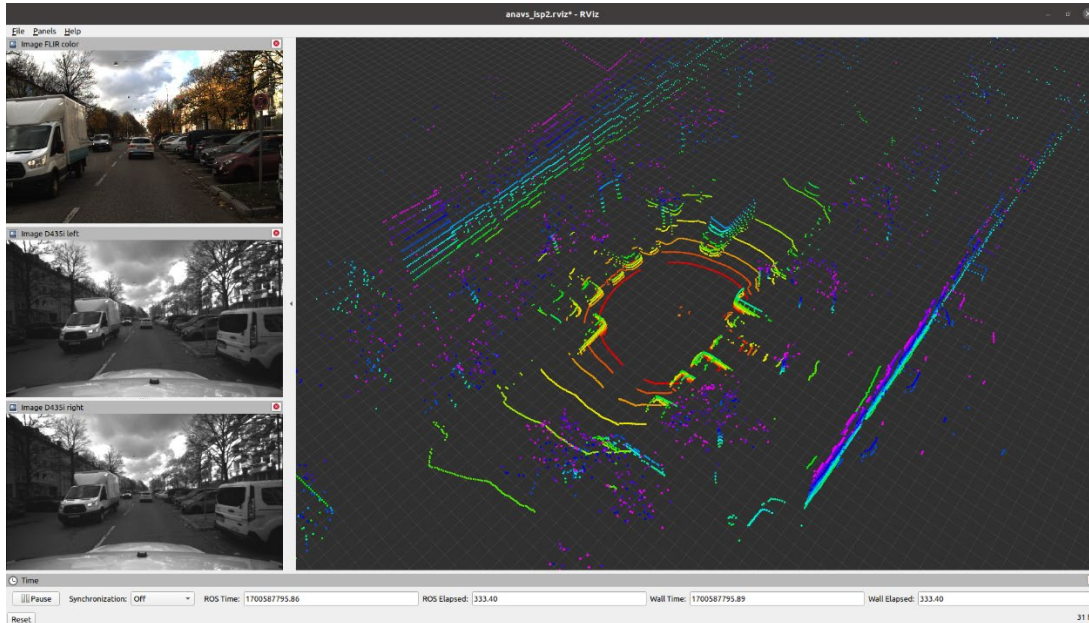 anavs_isp2.rviz* - RViz
File Panels Help
Image FLIR color
Image D435i left
Image D435i right
Time
Pause Synchronization: Off ROS Time: 1700587795.86 ROS Elapsed: 333.40 Wall Time: 1700587795.89 Wall Elapsed: 333.40
Reset
31